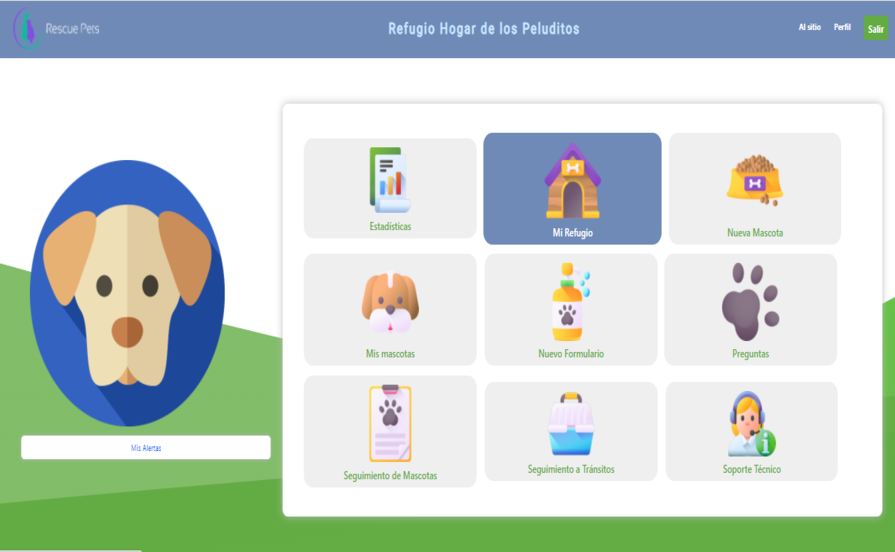 Rescue Pets
Refugio Hogar de los Peluditos
Al sitio
Perfil
Salir
Estadísticas
Mi Refugio
Nueva Mascota
Mis mascotas
Nuevo Formulario
Preguntas
Mis Alertas
Seguimiento de Mascotas
Seguimiento a Tránsitos
Soporte Técnico